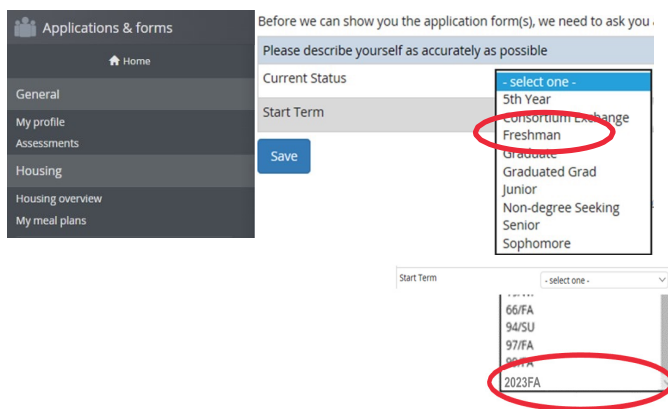 Applications & forms
Home
General
My profile
Assessments
Housing
Housing overview
My meal plans
Before we can show you the application form(s), we need to ask you
Please describe yourself as accurately as possible
Current Status
- select one -
5th Year
Consortium Exchange
Freshman
Graduate
Graduated Grad
Junior
Non-degree Seeking
Senior
Sophomore
Start Term
Save
Start Term
- select one -
66/FA
94/SU
97/FA
2023FA